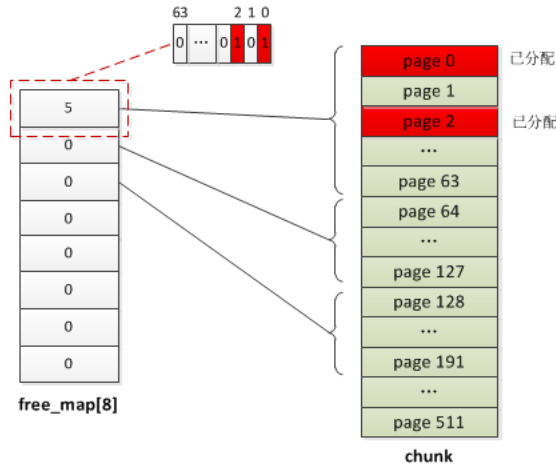 63 2 1 0
0 ... 0 1 0 1
page 0 已分配
5
page 1
page 2 已分配
0
...
0
page 63
0
page 64
0
...
0
page 127
0
page 128
0
...
page 191
free_map[8]
...
page 511
chunk